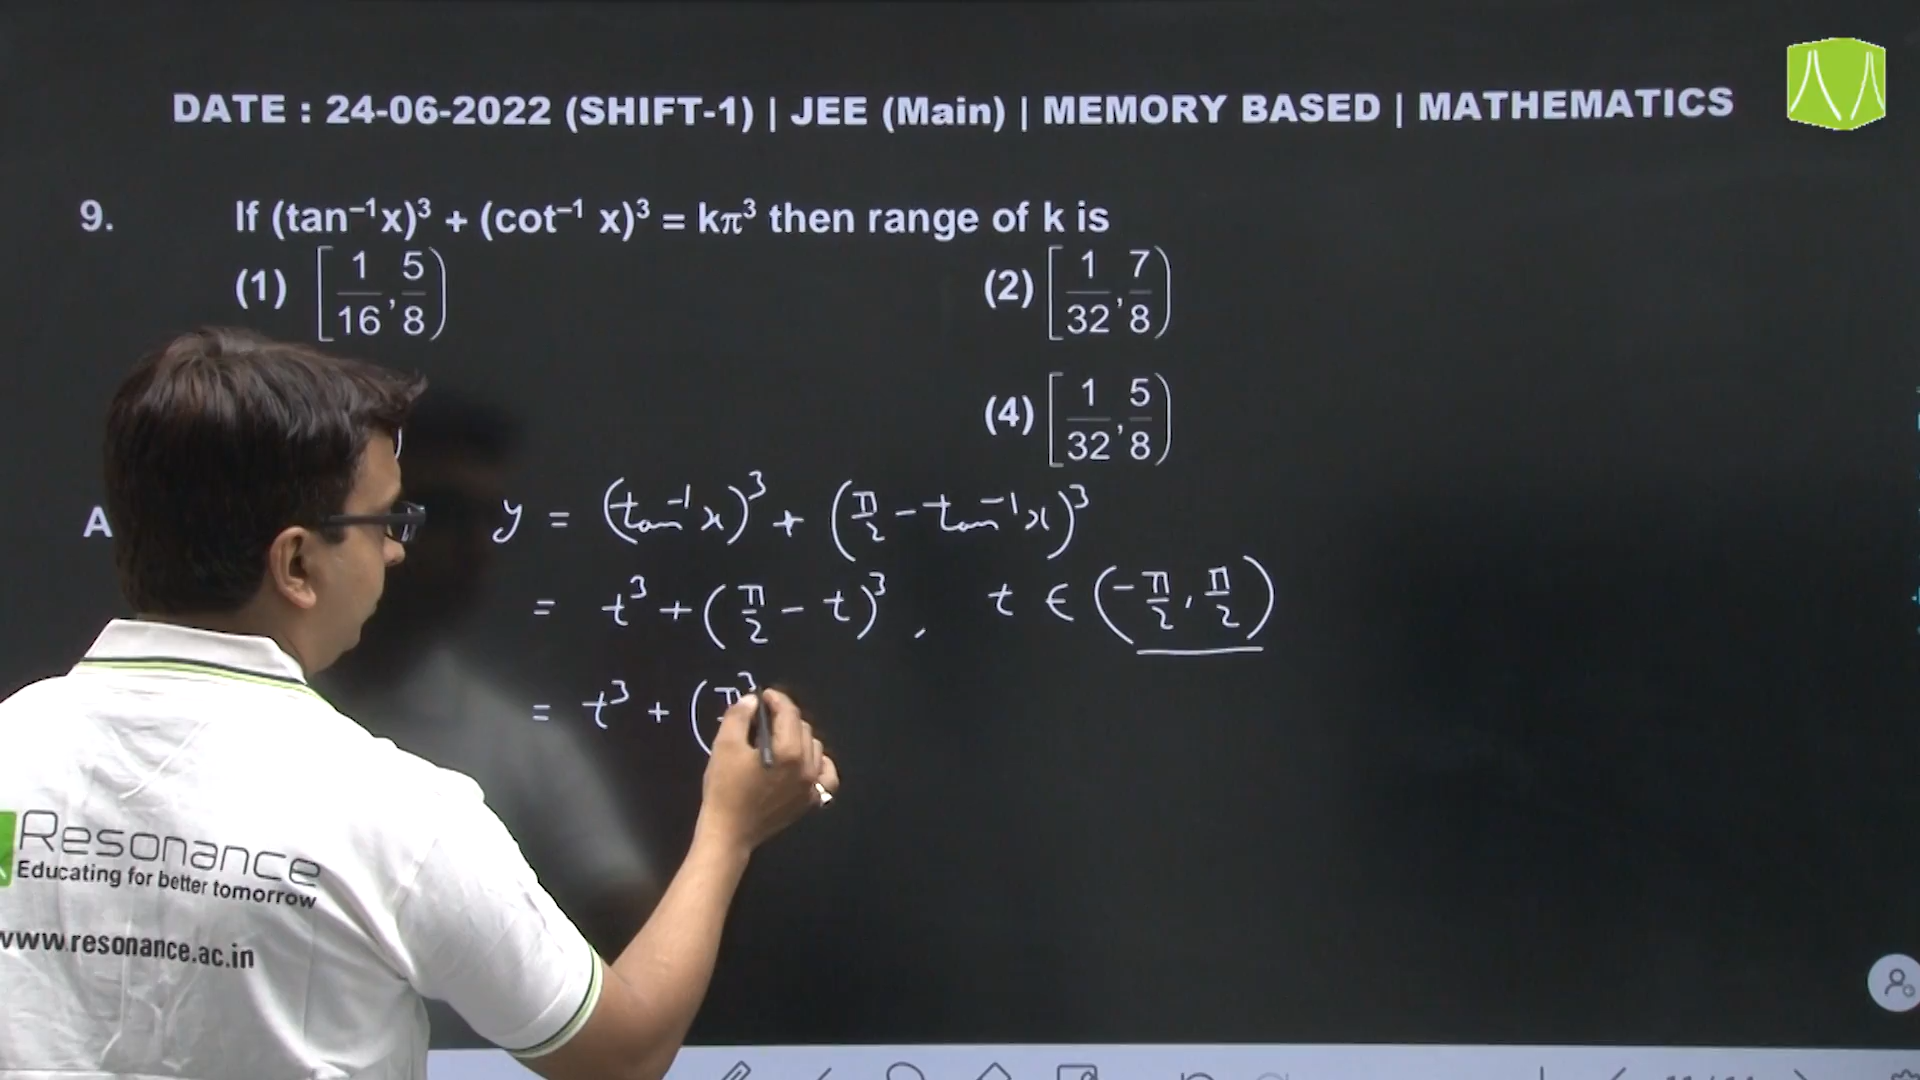 DATE : 24-06-2022 (SHIFT-1) | JEE (Main) | MEMORY BASED | MATHEMATICS
9. If (tan⁻¹x)³ + (cot⁻¹ x)³ = kπ³ then range of k is
(1) [1/16, 5/8)
(2) [1/32, 7/8)
(4) [1/32, 5/8)
A
y = (tan⁻¹x)³ + (π/2 - tan⁻¹x)³
= t³ + (π/2 - t)³, t ∈ (-π/2, π/2)
= t³ + (π³
Resonance
Educating for better tomorrow
www.resonance.ac.in